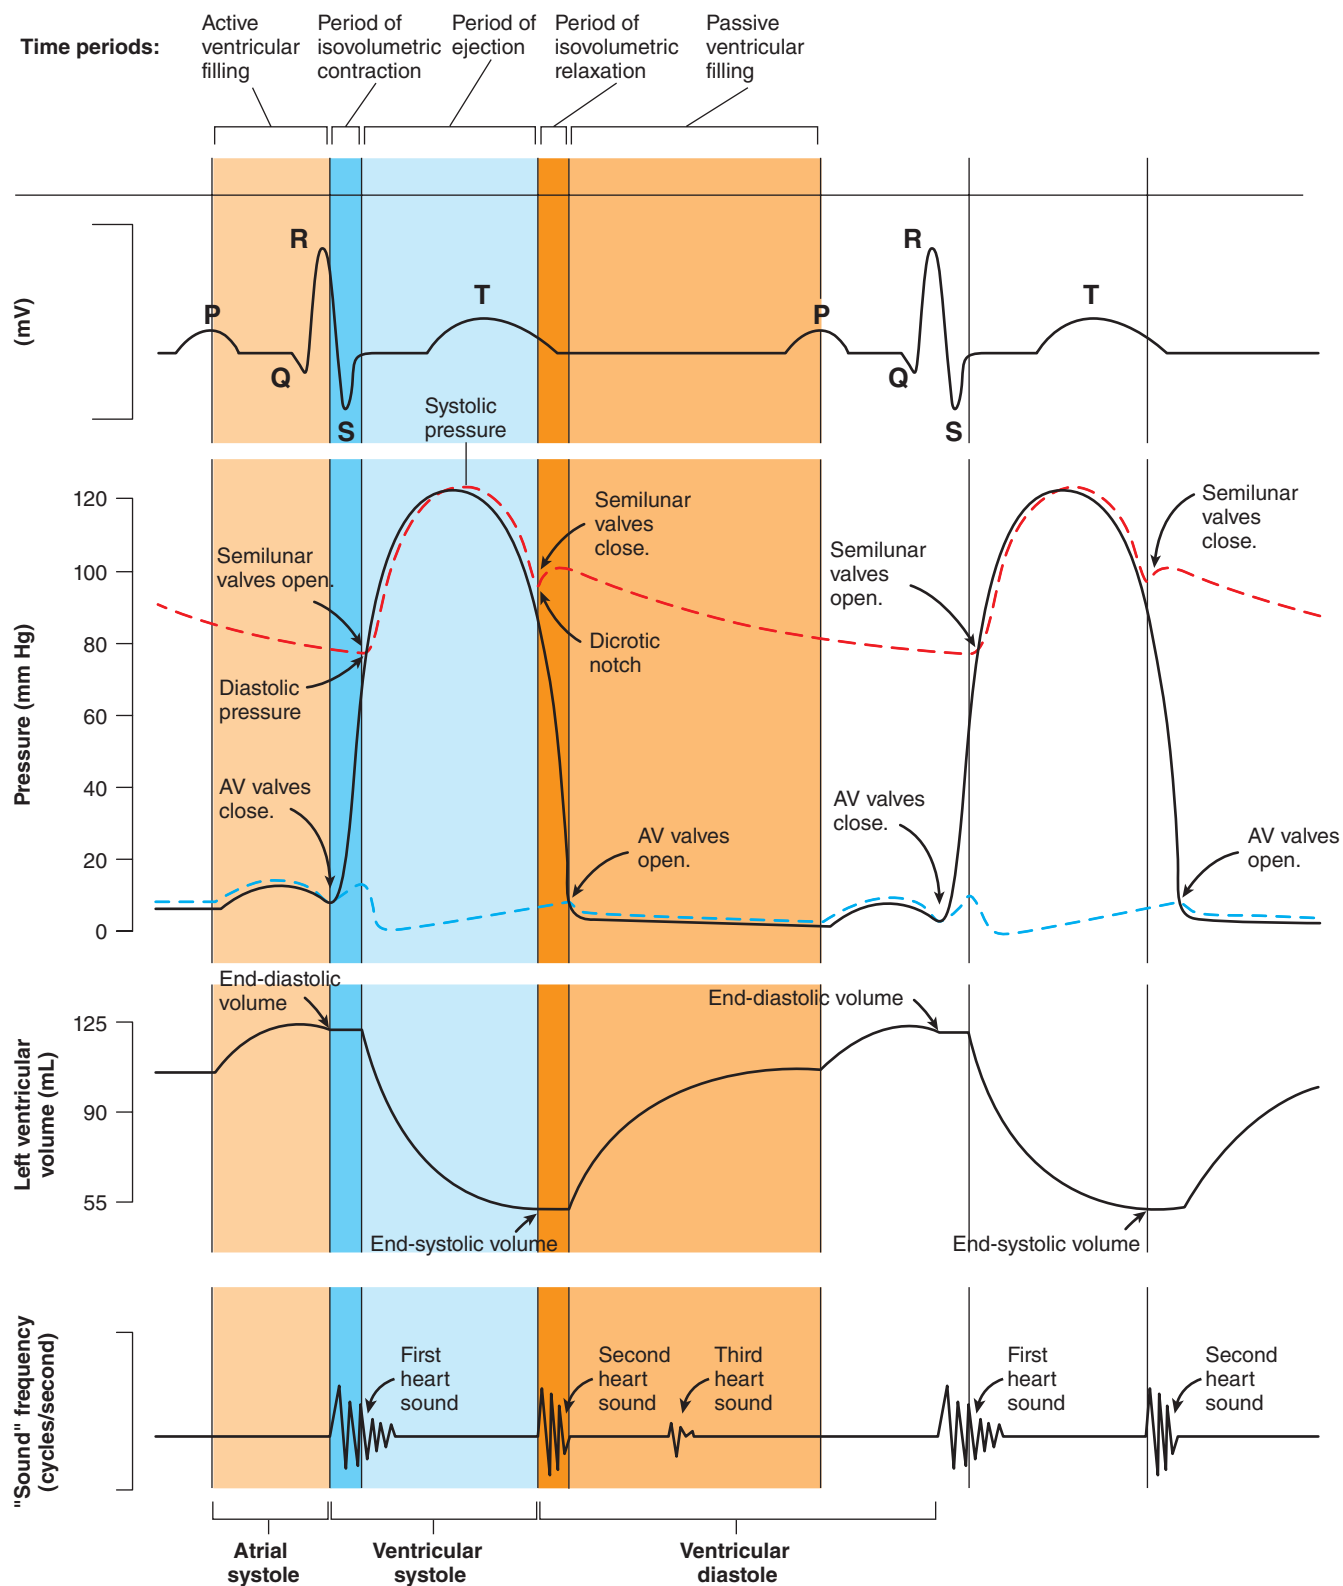 Time periods:
Active
ventricular
filling
Period of
isovolumetric
contraction
Period of
ejection
Period of
isovolumetric
relaxation
Passive
ventricular
filling
(mV)
P
Q
R
S
T
P
Q
R
S
T
Pressure (mm Hg)
120
100
80
60
40
20
0
Systolic
pressure
Semilunar
valves open.
Diastolic
pressure
AV valves
close.
Semilunar
valves
close.
Dicrotic
notch
AV valves
open.
Semilunar
valves
open.
AV valves
close.
Semilunar
valves
close.
AV valves
open.
Left ventricular
volume (mL)
125
90
55
End-diastolic
volume
End-systolic volume
End-diastolic volume
End-systolic volume
"Sound" frequency
(cycles/second)
First
heart
sound
Second
heart
sound
Third
heart
sound
First
heart
sound
Second
heart
sound
Atrial
systole
Ventricular
systole
Ventricular
diastole